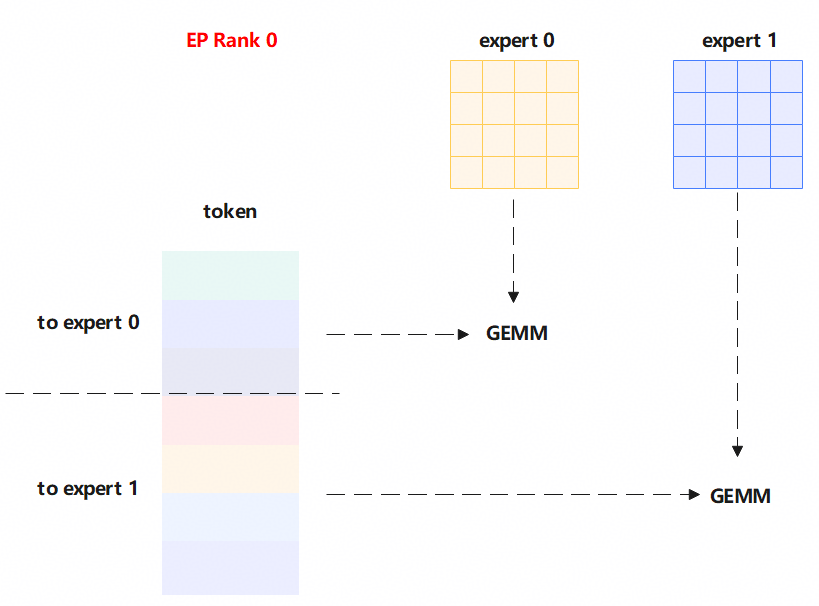 EP Rank 0
expert 0
expert 1
token
to expert 0
GEMM
to expert 1
GEMM